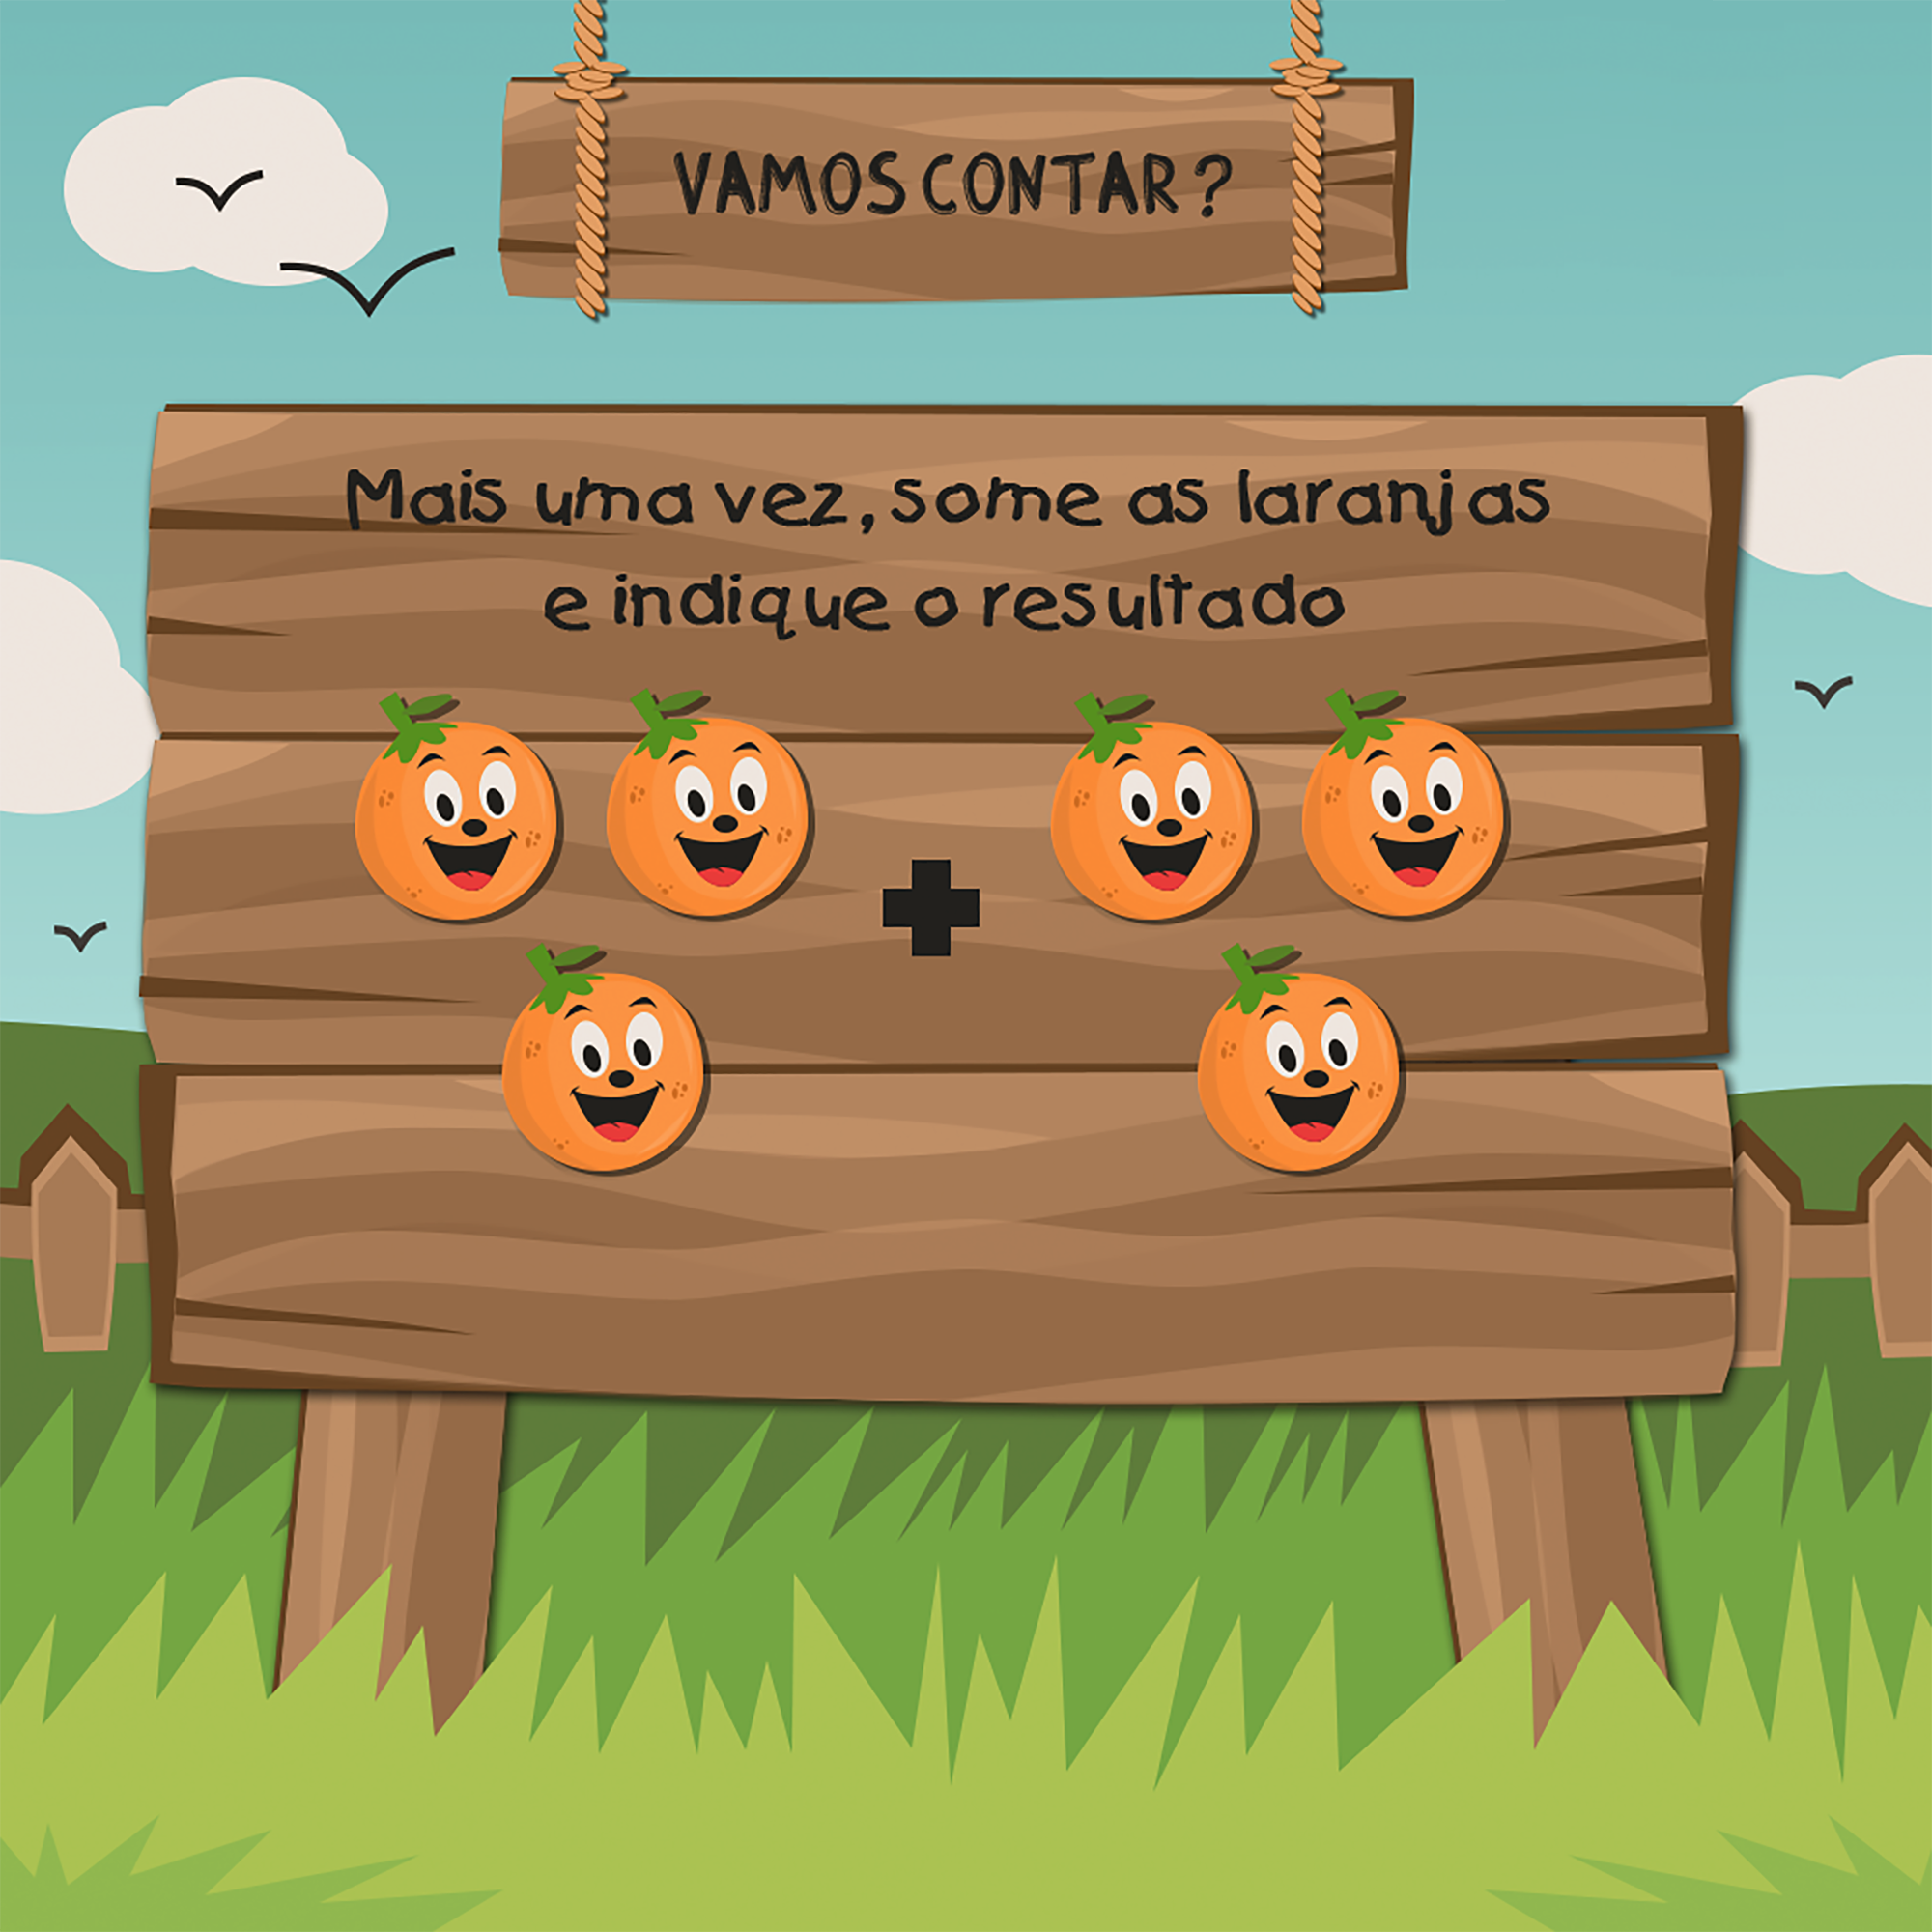 VAMOS CONTAR?
Mais uma vez, some as laranjas
e indique o resultado
+